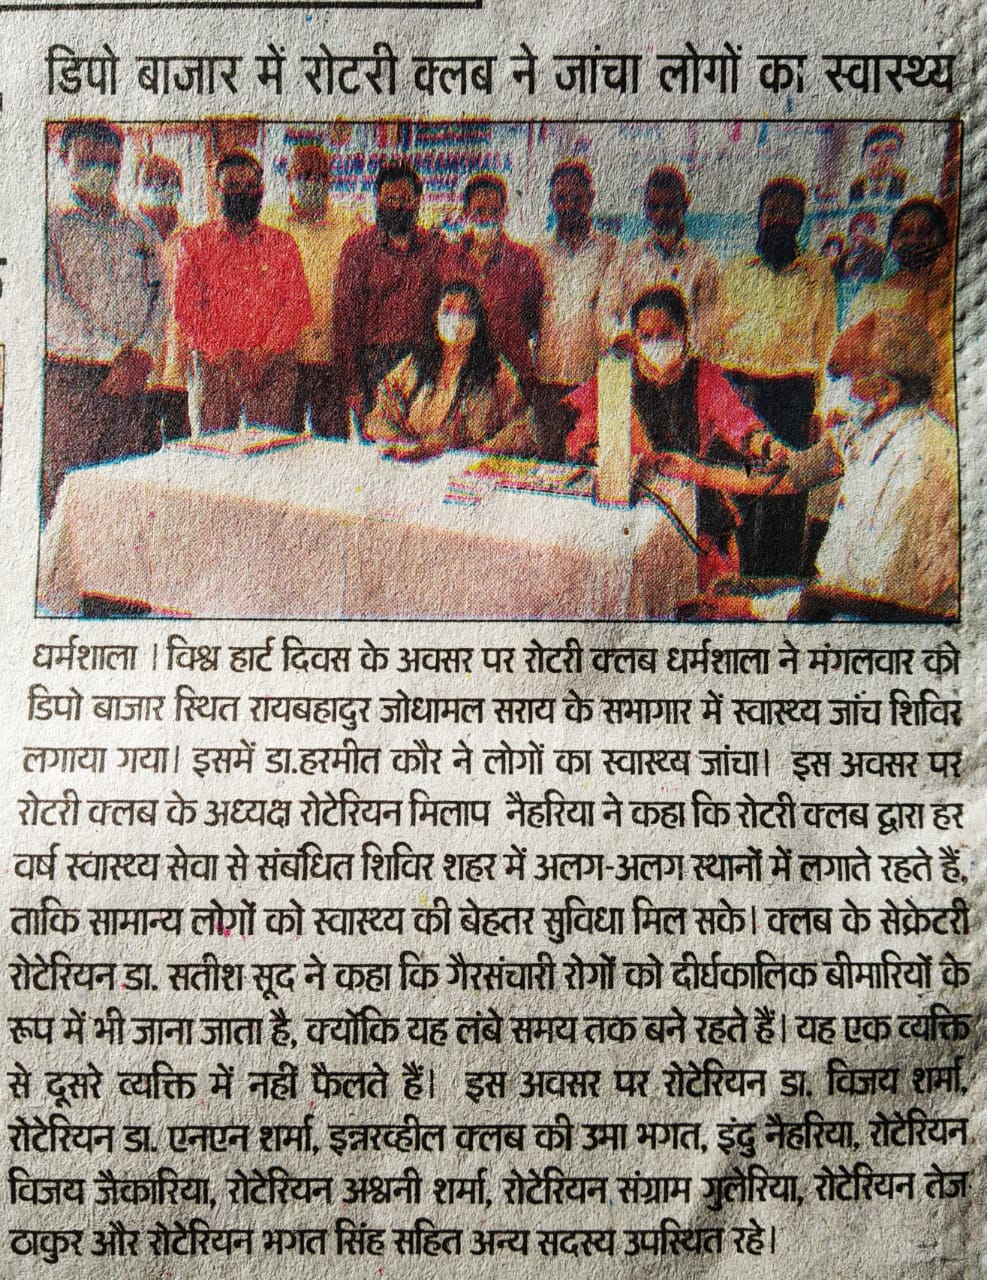 डिपो बाजार में रोटरी क्लब ने जांचा लोगों का स्वास्थ्य
धर्मशाला । विश्व हार्ट दिवस के अवसर पर रोटरी क्लब धर्मशाला ने मंगलवार को
डिपो बाजार स्थित रायबहादुर जोधामल सराय के सभागार में स्वास्थ्य जांच शिविर
लगाया गया। इसमें डा.हरमीत कौर ने लोगों का स्वास्थ्य जांचा। इस अवसर पर
रोटरी क्लब के अध्यक्ष रोटेरियन मिलाप नैहरिया ने कहा कि रोटरी क्लब द्वारा हर
वर्ष स्वास्थ्य सेवा से संबंधित शिविर शहर में अलग-अलग स्थानों में लगाते रहते हैं,
ताकि सामान्य लोगों को स्वास्थ्य की बेहतर सुविधा मिल सके। क्लब के सेक्रेटरी
रोटेरियन डा. सतीश सूद ने कहा कि गैरसंचारी रोगों को दीर्घकालिक बीमारियों के
रूप में भी जाना जाता है, क्योंकि यह लंबे समय तक बने रहते हैं। यह एक व्यक्ति
से दूसरे व्यक्ति में नहीं फैलते हैं। इस अवसर पर रोटेरियन डा. विजय शर्मा,
रोटेरियन डा. एनएन शर्मा, इन्नरव्हील क्लब की उमा भगत, इंदु नैहरिया, रोटेरियन
विजय जैकारिया, रोटेरियन अश्वनी शर्मा, रोटेरियन संग्राम गुलेरिया, रोटेरियन तेज
ठाकुर और रोटेरियन भगत सिंह सहित अन्य सदस्य उपस्थित रहे।